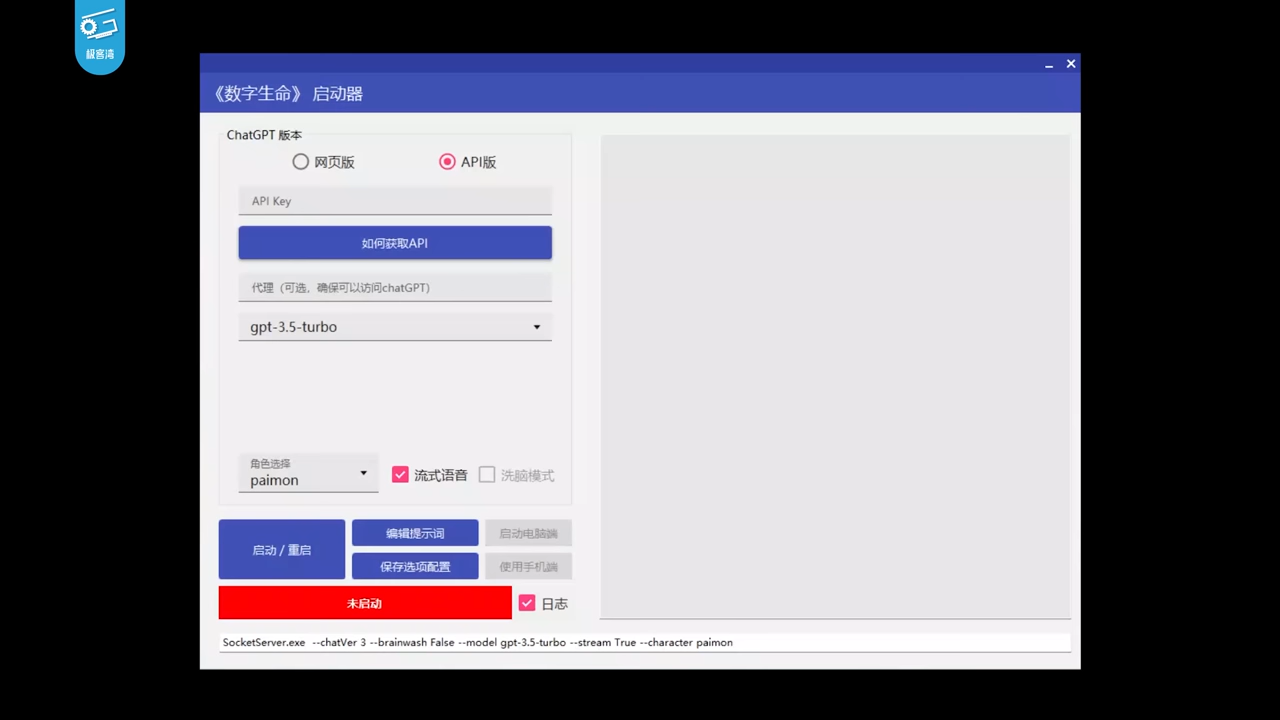 极客湾
《数字生命》 启动器
ChatGPT 版本
网页版
API版
API Key
如何获取API
代理（可选，确保可以访问chatGPT）
gpt-3.5-turbo
角色选择
paimon
流式语音
洗脑模式
启动 / 重启
编辑提示词
启动电脑端
保存选项配置
使用手机端
未启动
日志
SocketServer.exe  --chatVer 3 --brainwash False --model gpt-3.5-turbo --stream True --character paimon